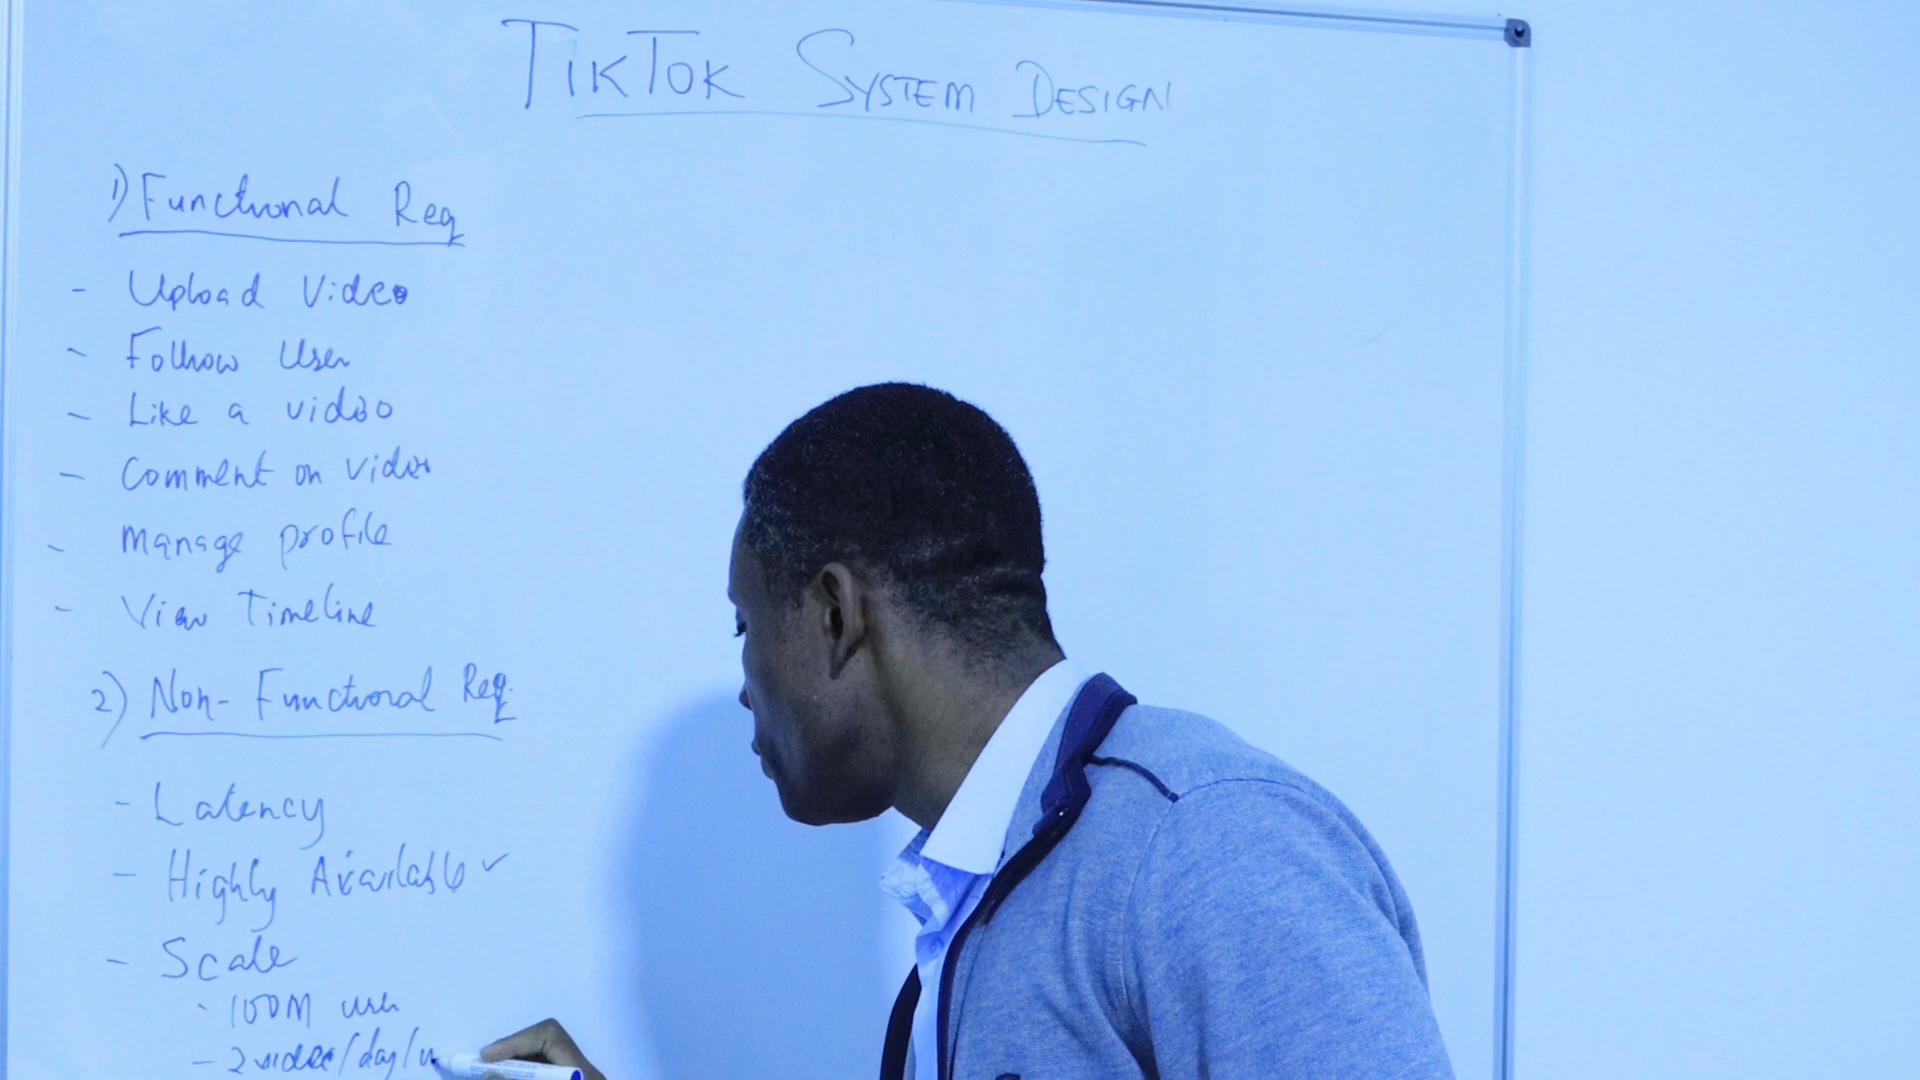 TIKTOK SYSTEM DESIGN
1) Functional Req
- Upload Video
- Follow User
- Like a video
- Comment on video
- manage profile
- View Timeline
2) Non-Functional Req.
- Latency
- Highly Available ✓
- Scale
· 100M user
- 2 video/day/u